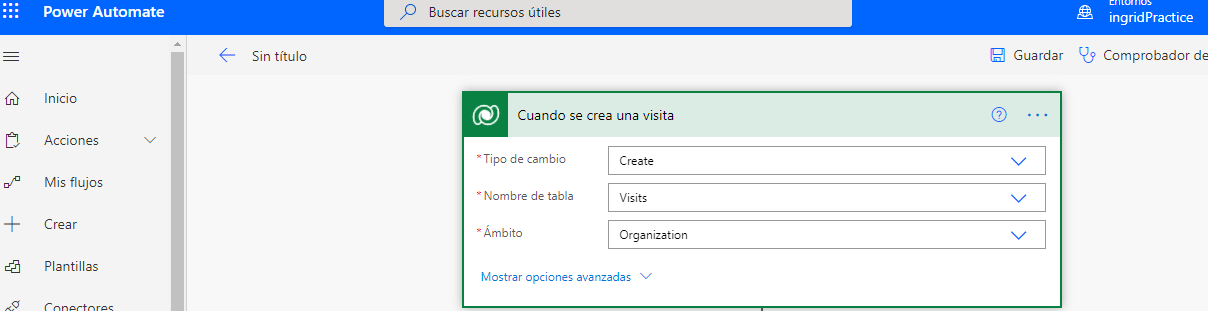 Power Automate
Buscar recursos útiles
Entornos
ingridPractice
Sin título
Guardar
Comprobador de
Inicio
Acciones
Mis flujos
Crear
Plantillas
Conectores
Cuando se crea una visita
*Tipo de cambio
Create
*Nombre de tabla
Visits
*Ámbito
Organization
Mostrar opciones avanzadas